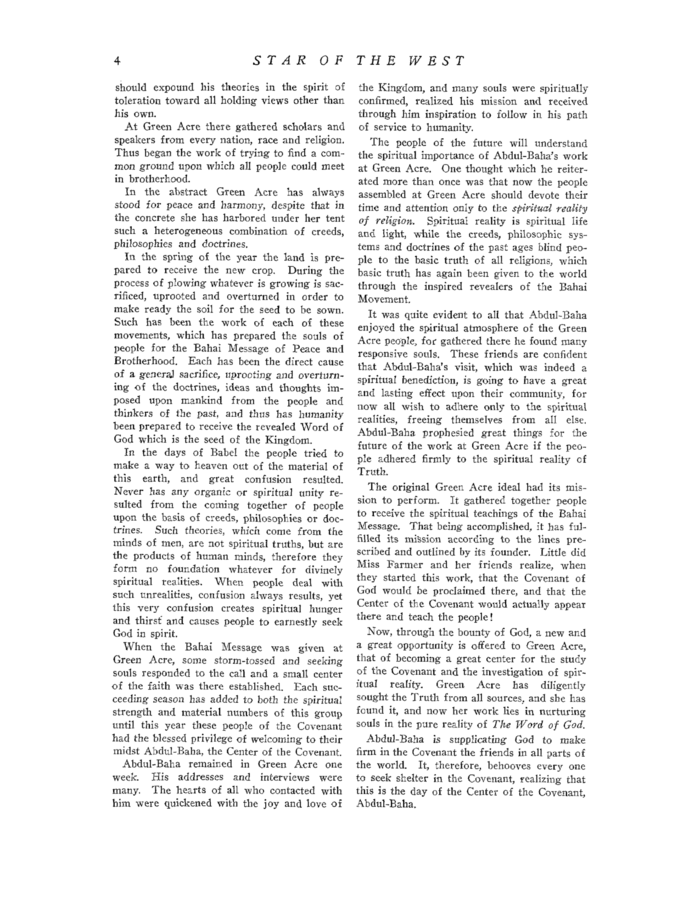 4
STAR OF THE WEST
should expound his theories in the spirit of
toleration toward all holding views other than
his own.
At Green Acre there gathered scholars and
speakers from every nation, race and religion.
Thus began the work of trying to find a com-
mon ground upon which all people could meet
in brotherhood.
In the abstract Green Acre has always
stood for peace and harmony, despite that in
the concrete she has harbored under her tent
such a heterogeneous combination of creeds,
philosophies and doctrines.
In the spring of the year the land is pre-
pared to receive the new crop. During the
process of plowing whatever is growing is sac-
rificed, uprooted and overturned in order to
make ready the soil for the seed to be sown.
Such has been the work of each of these
movements, which has prepared the souls of
people for the Bahai Message of Peace and
Brotherhood. Each has been the direct cause
of a general sacrifice, uprooting and overturn-
ing of the doctrines, ideas and thoughts im-
posed upon mankind from the people and
thinkers of the past, and thus has humanity
been prepared to receive the revealed Word of
God which is the seed of the Kingdom.
In the days of Babel the people tried to
make a way to heaven out of the material of
this earth, and great confusion resulted.
Never has any organic or spiritual unity re-
sulted from the coming together of people
upon the basis of creeds, philosophies or doc-
trines. Such theories, which come from the
minds of men, are not spiritual truths, but are
the products of human minds, therefore they
form no foundation whatever for divinely
spiritual realities. When people deal with
such unrealities, confusion always results, yet
this very confusion creates spiritual hunger
and thirst and causes people to earnestly seek
God in spirit.
When the Bahai Message was given at
Green Acre, some storm-tossed and seeking
souls responded to the call and a small center
of the faith was there established. Each suc-
ceeding season has added to both the spiritual
strength and material numbers of this group
until this year these people of the Covenant
had the blessed privilege of welcoming to their
midst Abdul-Baha, the Center of the Covenant.
Abdul-Baha remained in Green Acre one
week. His addresses and interviews were
many. The hearts of all who contacted with
him were quickened with the joy and love of
the Kingdom, and many souls were spiritually
confirmed, realized his mission and received
through him inspiration to follow in his path
of service to humanity.
The people of the future will understand
the spiritual importance of Abdul-Baha's work
at Green Acre. One thought which he reiter-
ated more than once was that now the people
assembled at Green Acre should devote their
time and attention only to the spiritual reality
of religion. Spiritual reality is spiritual life
and light, while the creeds, philosophic sys-
tems and doctrines of the past ages blind peo-
ple to the basic truth of all religions, which
basic truth has again been given to the world
through the inspired revealers of the Bahai
Movement.
It was quite evident to all that Abdul-Baha
enjoyed the spiritual atmosphere of the Green
Acre people, for gathered there he found many
responsive souls. These friends are confident
that Abdul-Baha's visit, which was indeed a
spiritual benediction, is going to have a great
and lasting effect upon their community, for
now all wish to adhere only to the spiritual
realities, freeing themselves from all else.
Abdul-Baha prophesied great things for the
future of the work at Green Acre if the peo-
ple adhered firmly to the spiritual reality of
Truth.
The original Green Acre ideal had its mis-
sion to perform. It gathered together people
to receive the spiritual teachings of the Bahai
Message. That being accomplished, it has ful-
filled its mission according to the lines pre-
scribed and outlined by its founder. Little did
Miss Farmer and her friends realize, when
they started this work, that the Covenant of
God would be proclaimed there, and that the
Center of the Covenant would actually appear
there and teach the people!
Now, through the bounty of God, a new and
a great opportunity is offered to Green Acre,
that of becoming a great center for the study
of the Covenant and the investigation of spir-
itual reality. Green Acre has diligently
sought the Truth from all sources, and she has
found it, and now her work lies in nurturing
souls in the pure reality of The Word of God.
Abdul-Baha is supplicating God to make
firm in the Covenant the friends in all parts of
the world. It, therefore, behooves every one
to seek shelter in the Covenant, realizing that
this is the day of the Center of the Covenant,
Abdul-Baha.